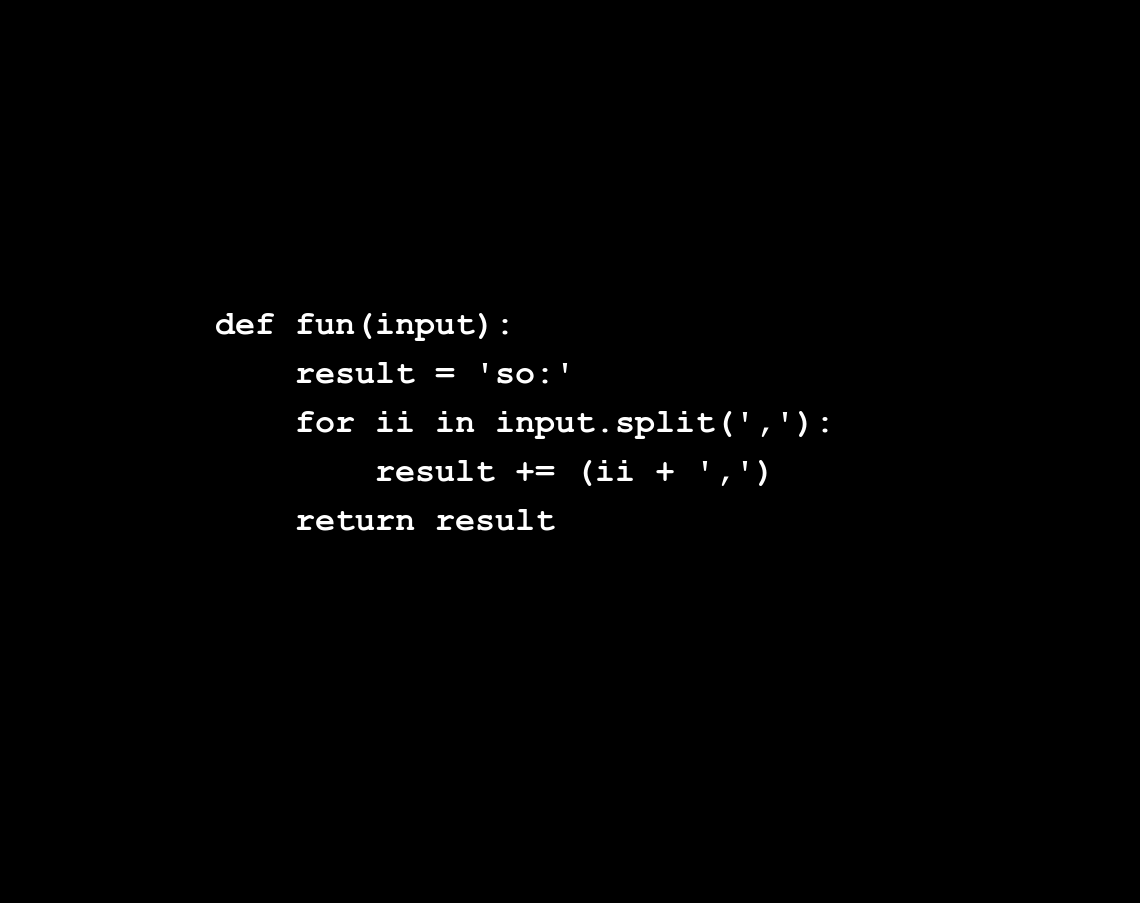 def fun(input):
    result = 'so:'
    for ii in input.split(','):
        result += (ii + ',')
    return result